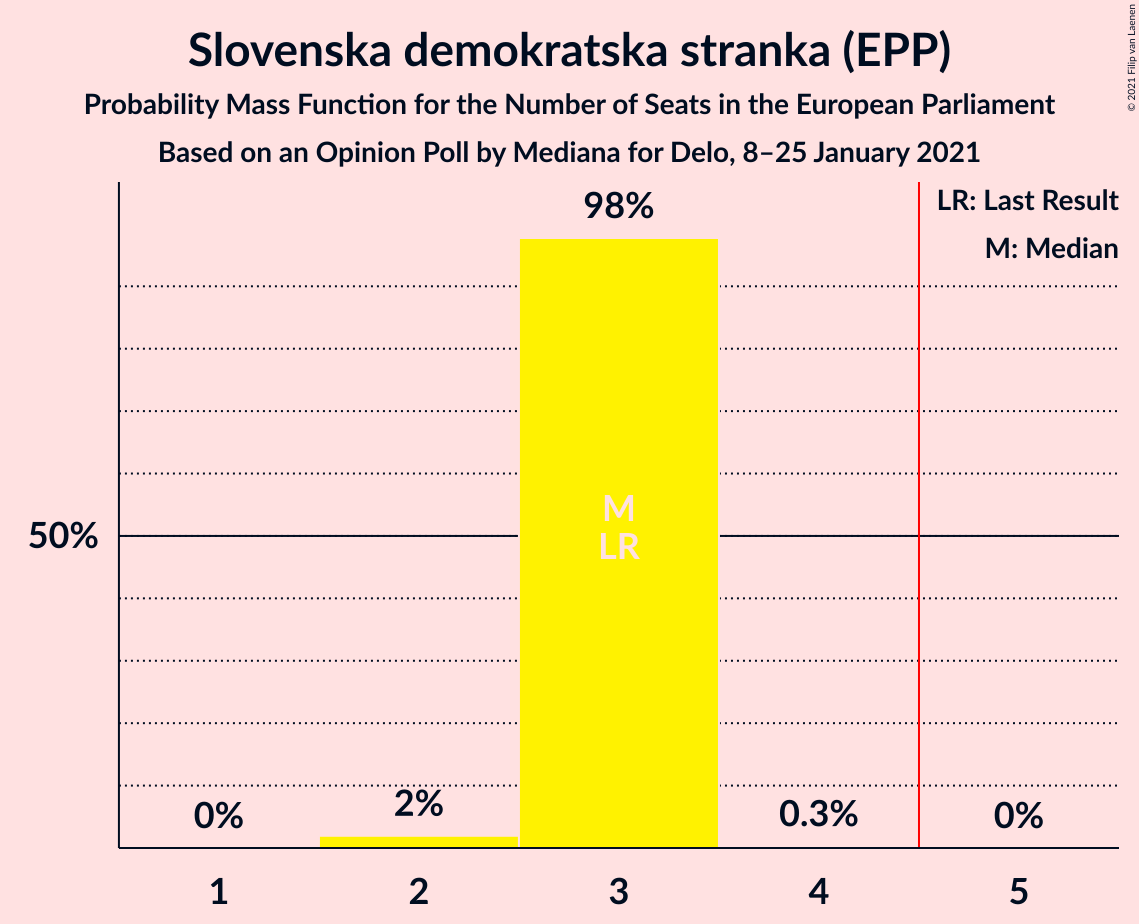 Slovenska demokratska stranka (EPP)
Probability Mass Function for the Number of Seats in the European Parliament
Based on an Opinion Poll by Mediana for Delo, 8–25 January 2021
© 2021 Filip van Laenen
LR: Last Result
M: Median
98%
M
LR
50%
0%
2%
0.3%
0%
1
2
3
4
5